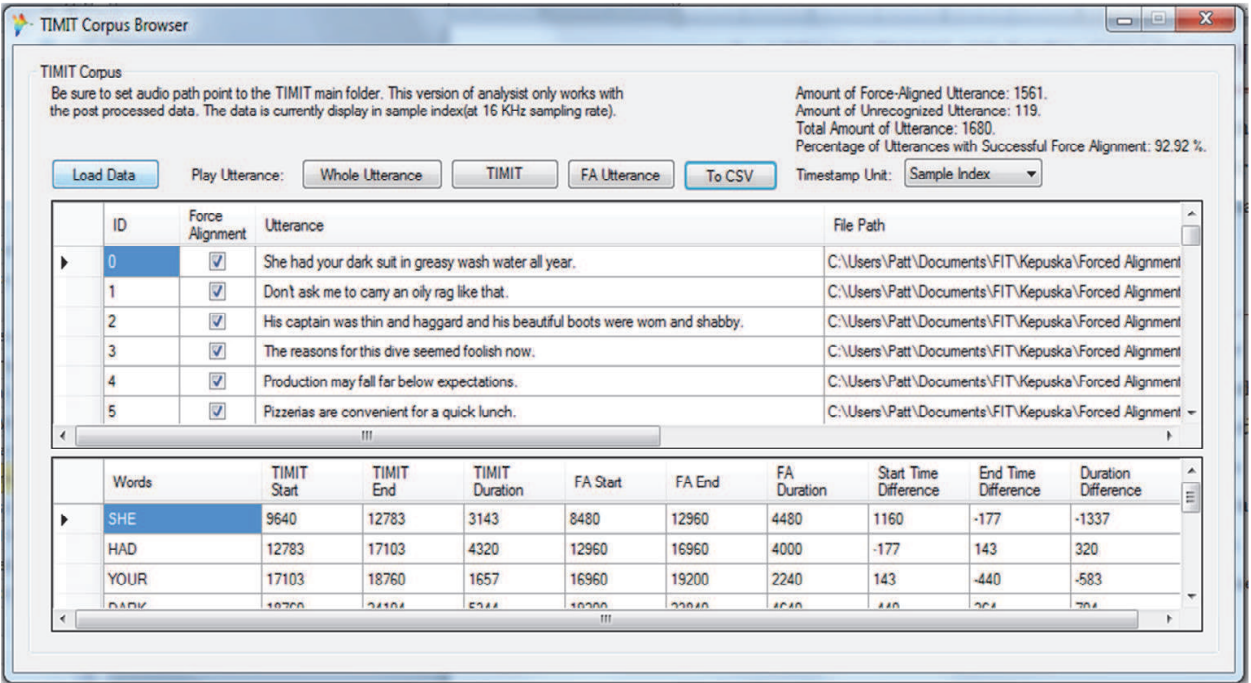 TIMIT Corpus Browser
TIMIT Corpus
Be sure to set audio path point to the TIMIT main folder. This version of analysist only works with
the post processed data. The data is currently display in sample index(at 16 KHz sampling rate).
Amount of Force-Aligned Utterance: 1561.
Amount of Unrecognized Utterance: 119.
Total Amount of Utterance: 1680.
Percentage of Utterances with Successful Force Alignment: 92.92 %.
Load Data Play Utterance: Whole Utterance TIMIT FA Utterance To CSV Timestamp Unit: Sample Index
ID Force Alignment Utterance File Path
0 She had your dark suit in greasy wash water all year. C:\Users\Patt\Documents\FIT\Kepuska\Forced Alignment
1 Don't ask me to carry an oily rag like that. C:\Users\Patt\Documents\FIT\Kepuska\Forced Alignment
2 His captain was thin and haggard and his beautiful boots were worn and shabby. C:\Users\Patt\Documents\FIT\Kepuska\Forced Alignment
3 The reasons for this dive seemed foolish now. C:\Users\Patt\Documents\FIT\Kepuska\Forced Alignment
4 Production may fall far below expectations. C:\Users\Patt\Documents\FIT\Kepuska\Forced Alignment
5 Pizzerias are convenient for a quick lunch. C:\Users\Patt\Documents\FIT\Kepuska\Forced Alignment
Words TIMIT Start TIMIT End TIMIT Duration FA Start FA End FA Duration Start Time Difference End Time Difference Duration Difference
SHE 9640 12783 3143 8480 12960 4480 1160 -177 -1337
HAD 12783 17103 4320 12960 16960 4000 -177 143 320
YOUR 17103 18760 1657 16960 19200 2240 143 -440 -583
DARK